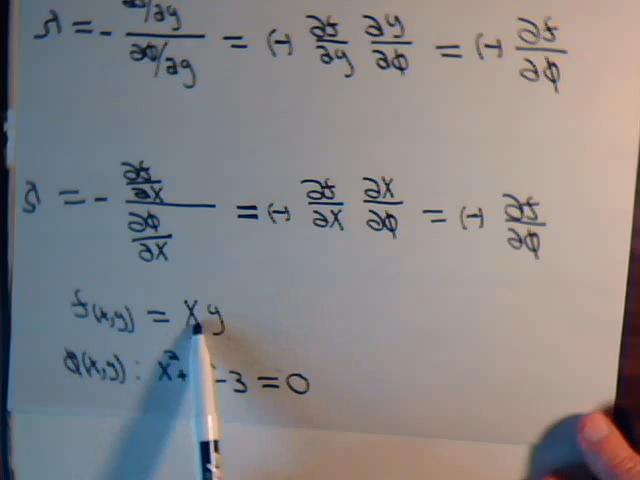 λ = - ∂f/∂y / ∂φ/∂y = (-) ∂f/∂y ∂y/∂φ = (-) ∂f/∂φ
λ = - ∂f/∂x / ∂φ/∂x = (-) ∂f/∂x ∂x/∂φ = (-) ∂f/∂φ
f(x,y) = xy
φ(x,y) : x² + -3 = 0